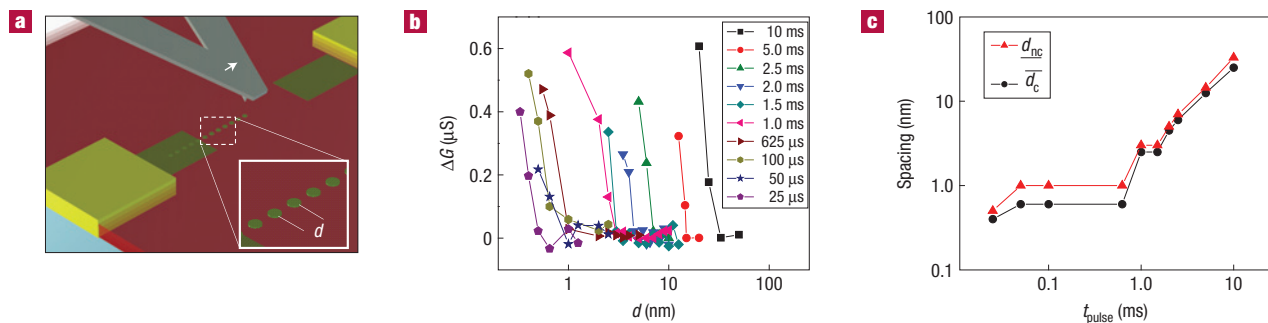 a
d
b
0.6
0.4
0.2
0
ΔG (µS)
1
10
100
d (nm)
10 ms
5.0 ms
2.5 ms
2.0 ms
1.5 ms
1.0 ms
625 µs
100 µs
50 µs
25 µs
c
100
10
1.0
0.1
Spacing (nm)
d_nc
d_c
0.1
1.0
10
t_pulse (ms)